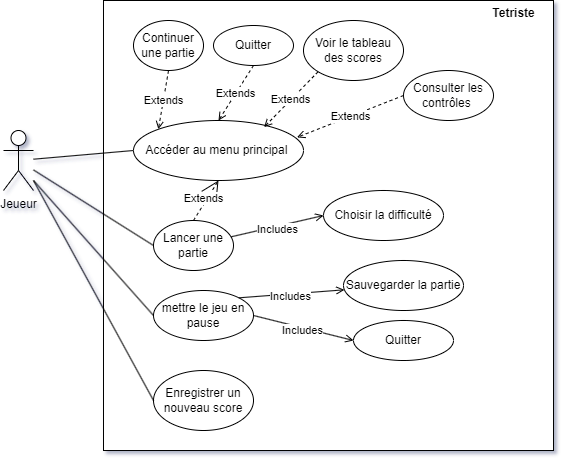 Tetriste
Continuer
une partie
Quitter
Voir le tableau
des scores
Consulter les
contrôles
Extends
Extends
Extends
Extends
Accéder au menu principal
Jeueur
Extends
Lancer une
partie
Includes
Choisir la difficulté
mettre le jeu en
pause
Includes
Sauvegarder la partie
Includes
Quitter
Enregistrer un
nouveau score